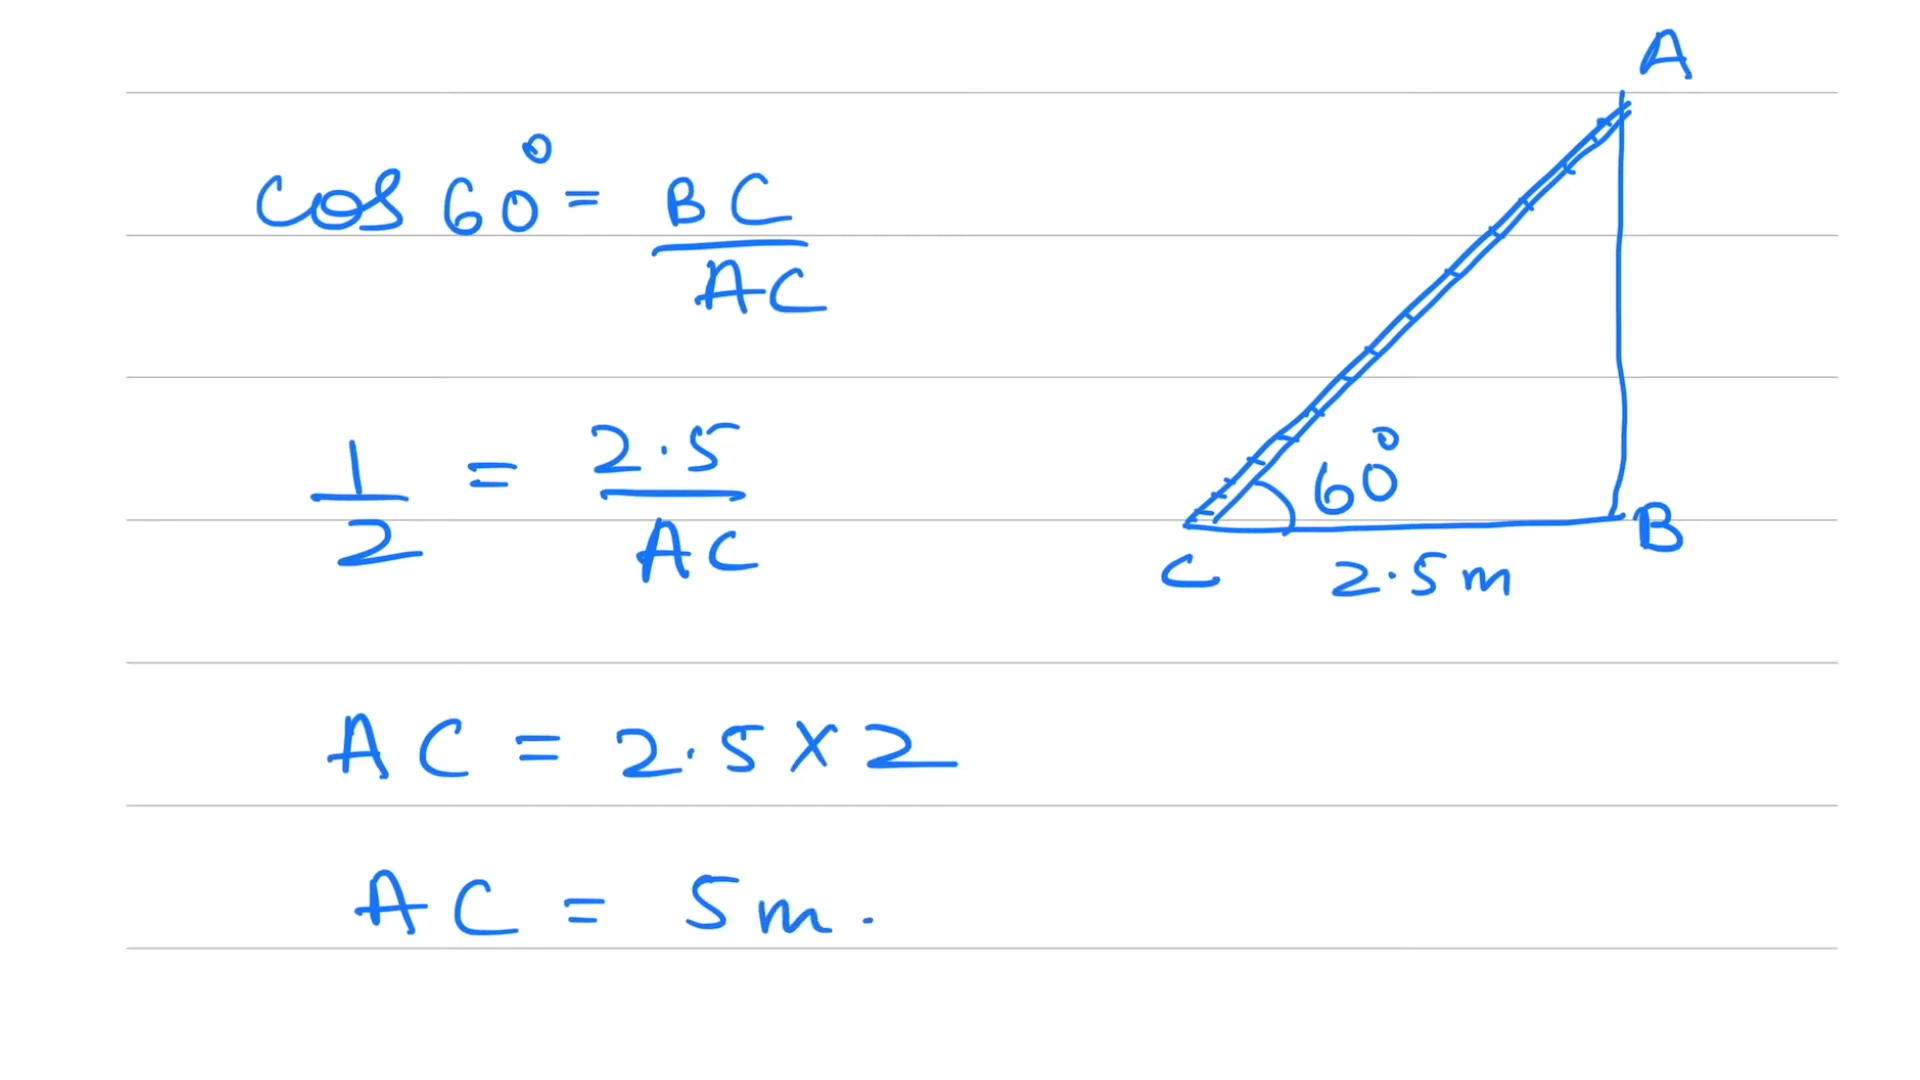 cos 60° = BC/AC
1/2 = 2.5/AC
AC = 2.5 × 2
AC = 5m.
A
60°
B
C
2.5m